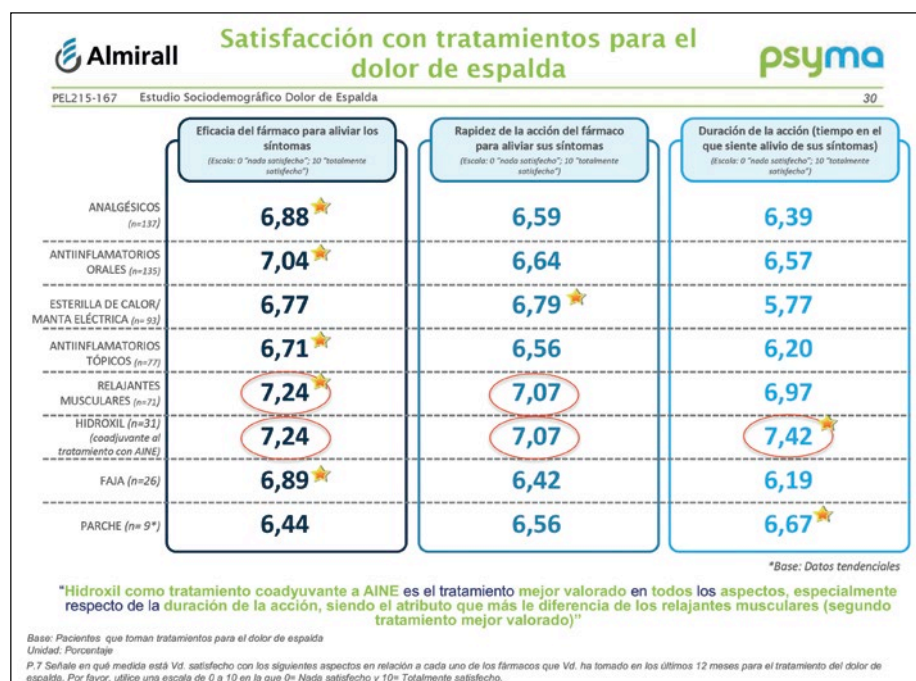 Almirall
Satisfacción con tratamientos para el
dolor de espalda
psyma
PEL215-167 Estudio Sociodemográfico Dolor de Espalda 30
Eficacia del fármaco para aliviar los
síntomas
(Escala: 0 "nada satisfecho"; 10 "totalmente
satisfecho")
Rapidez de la acción del fármaco
para aliviar sus síntomas
(Escala: 0 "nada satisfecho"; 10 "totalmente
satisfecho")
Duración de la acción (tiempo en el
que siente alivio de sus síntomas)
(Escala: 0 "nada satisfecho"; 10 "totalmente
satisfecho")
ANALGÉSICOS
(n=137)
6,88 6,59 6,39
ANTIINFLAMATORIOS
ORALES (n=135)
7,04 6,64 6,57
ESTERILLA DE CALOR/
MANTA ELÉCTRICA (n= 93)
6,77 6,79 5,77
ANTIINFLAMATORIOS
TÓPICOS (n=77)
6,71 6,56 6,20
RELAJANTES
MUSCULARES (n=71)
7,24 7,07 6,97
HIDROXIL (n=31)
(coadjuvante al
tratamiento con AINE)
7,24 7,07 7,42
FAJA (n=26)
6,89 6,42 6,19
PARCHE (n= 9*)
6,44 6,56 6,67
*Base: Datos tendenciales
"Hidroxil como tratamiento coadyuvante a AINE es el tratamiento mejor valorado en todos los aspectos, especialmente
respecto de la duración de la acción, siendo el atributo que más le diferencia de los relajantes musculares (segundo
tratamiento mejor valorado)"
Base: Pacientes que toman tratamientos para el dolor de espalda
Unidad: Porcentaje
P.7 Señale en qué medida está Vd. satisfecho con los siguientes aspectos en relación a cada uno de los fármacos que Vd. ha tomado en los últimos 12 meses para el tratamiento del dolor de
espalda. Por favor, utilice una escala de 0 a 10 en la que 0= Nada satisfecho y 10= Totalmente satisfecho.